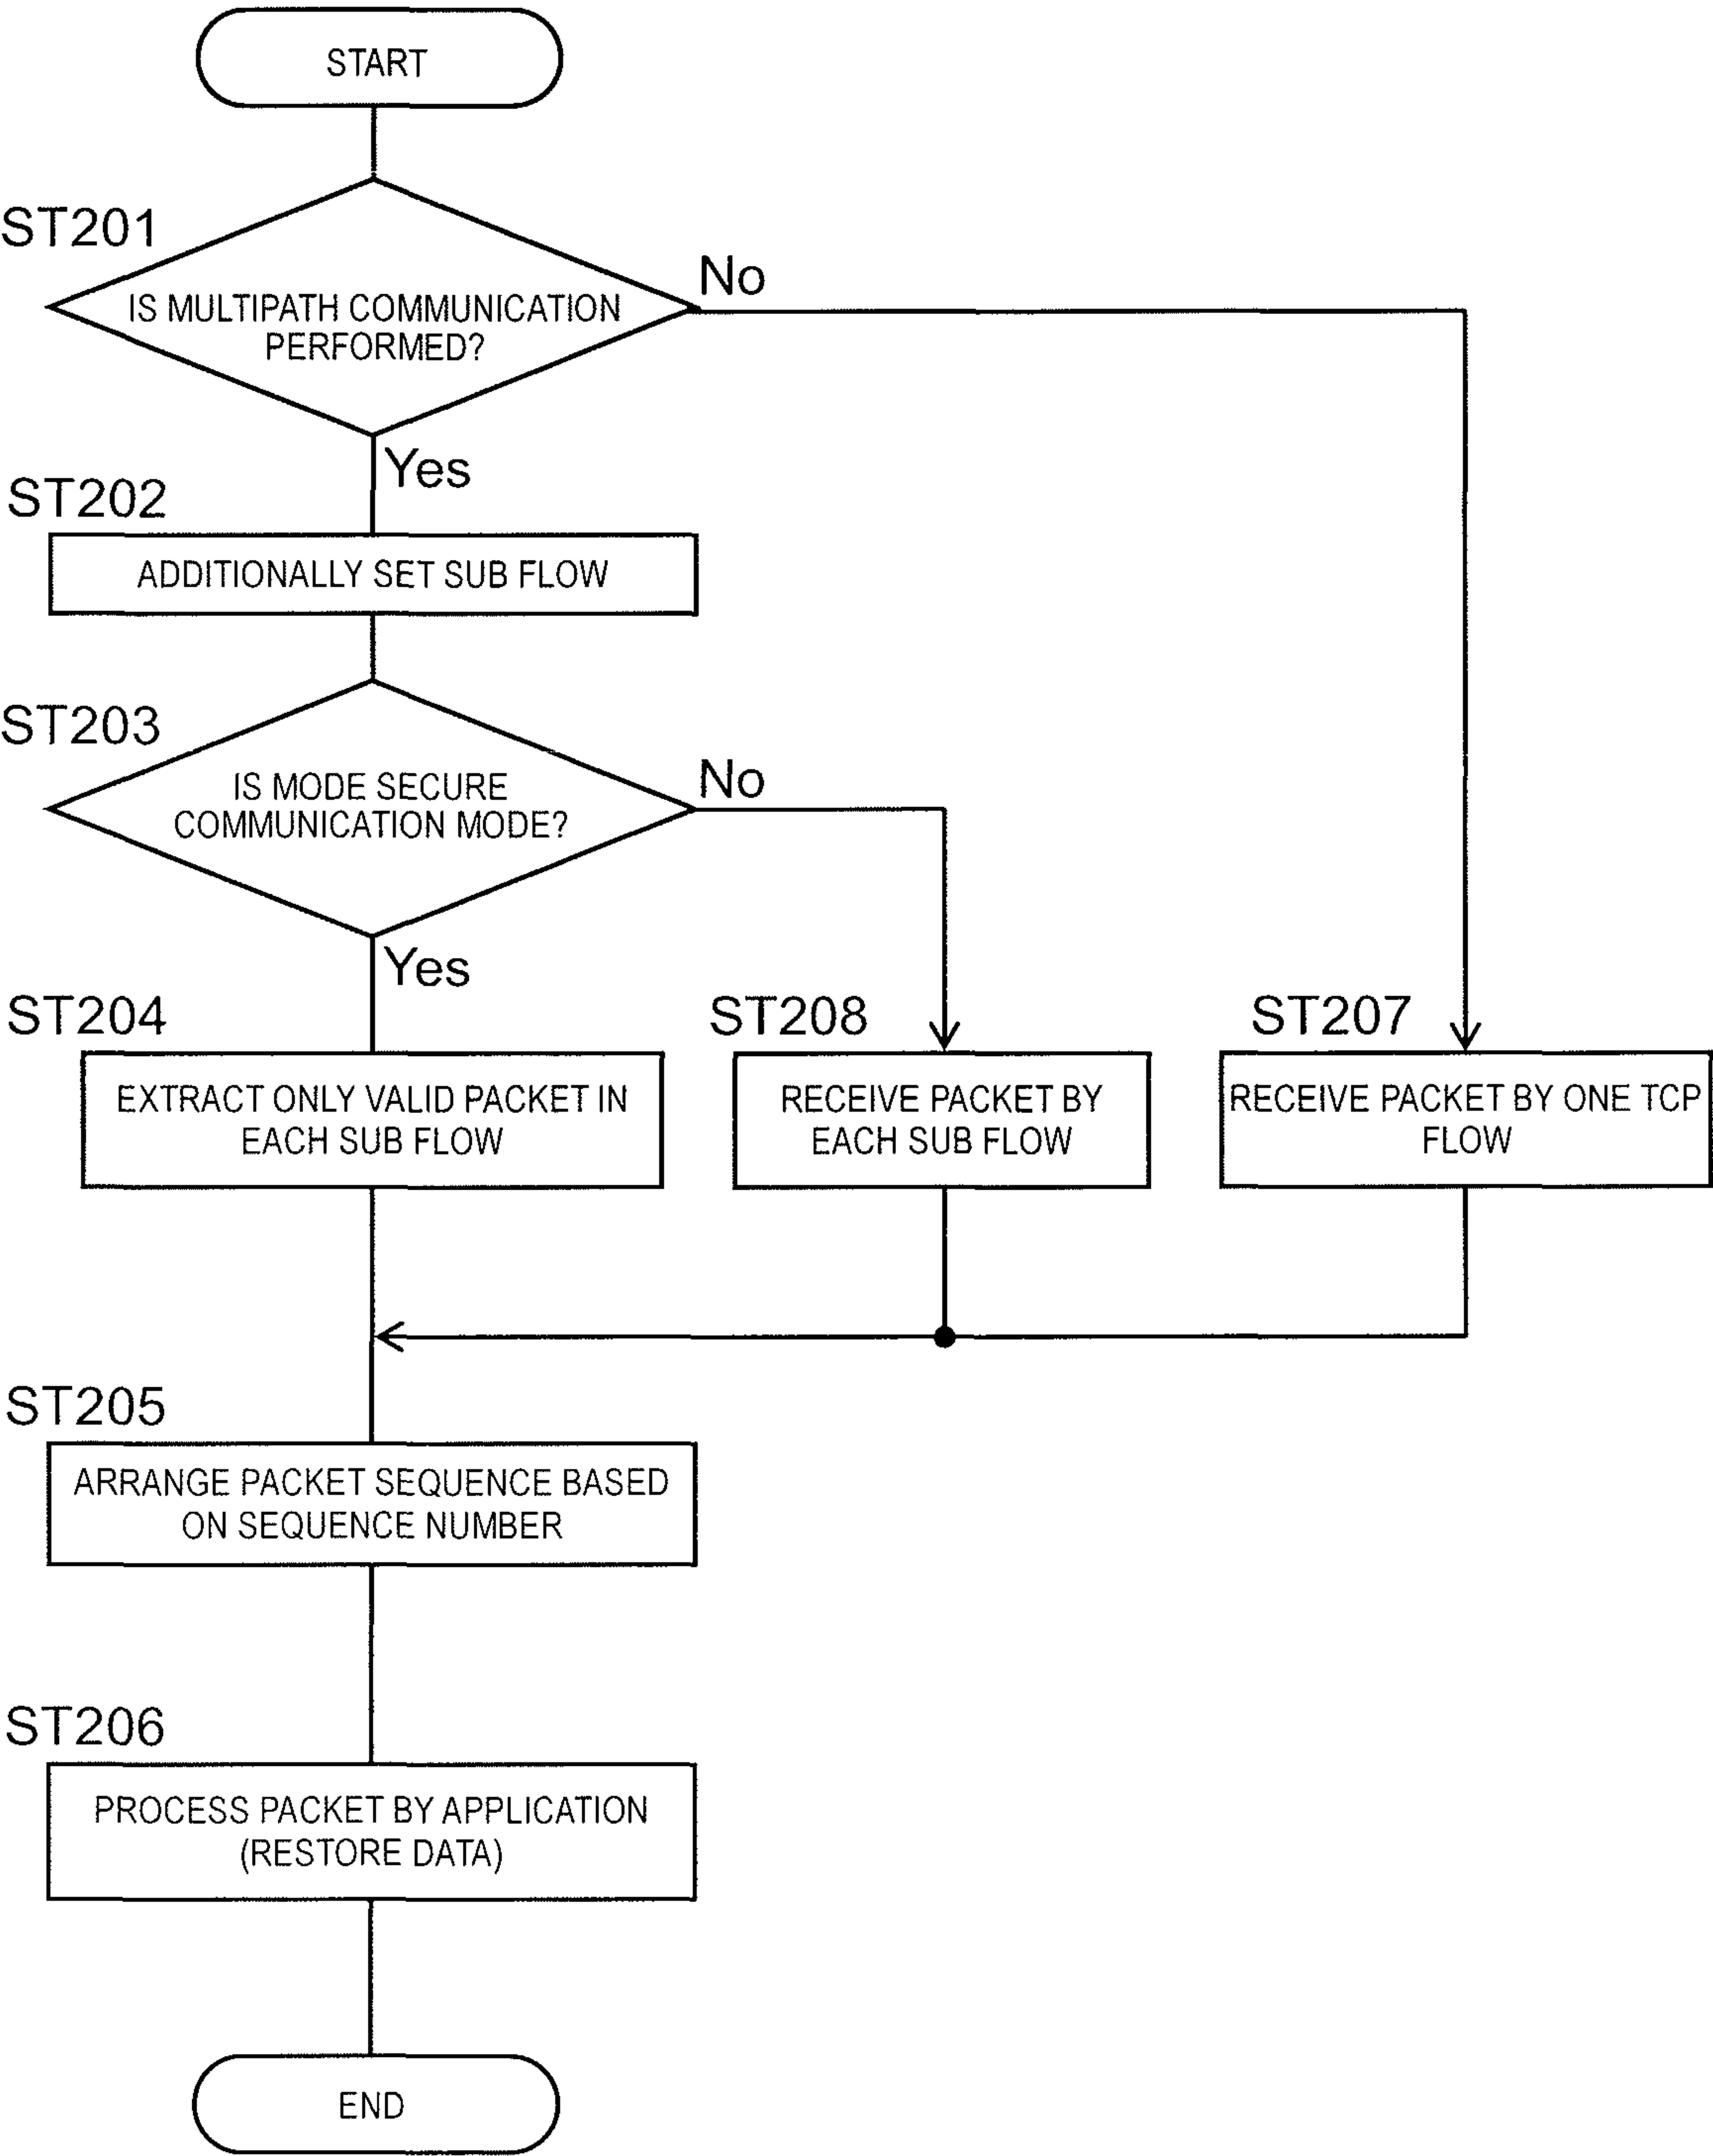 START
ST201
IS MULTIPATH COMMUNICATION
PERFORMED?
No
Yes
ST202
ADDITIONALLY SET SUB FLOW
ST203
IS MODE SECURE
COMMUNICATION MODE?
No
Yes
ST204
EXTRACT ONLY VALID PACKET IN
EACH SUB FLOW
ST208
RECEIVE PACKET BY
EACH SUB FLOW
ST207
RECEIVE PACKET BY ONE TCP
FLOW
ST205
ARRANGE PACKET SEQUENCE BASED
ON SEQUENCE NUMBER
ST206
PROCESS PACKET BY APPLICATION
(RESTORE DATA)
END